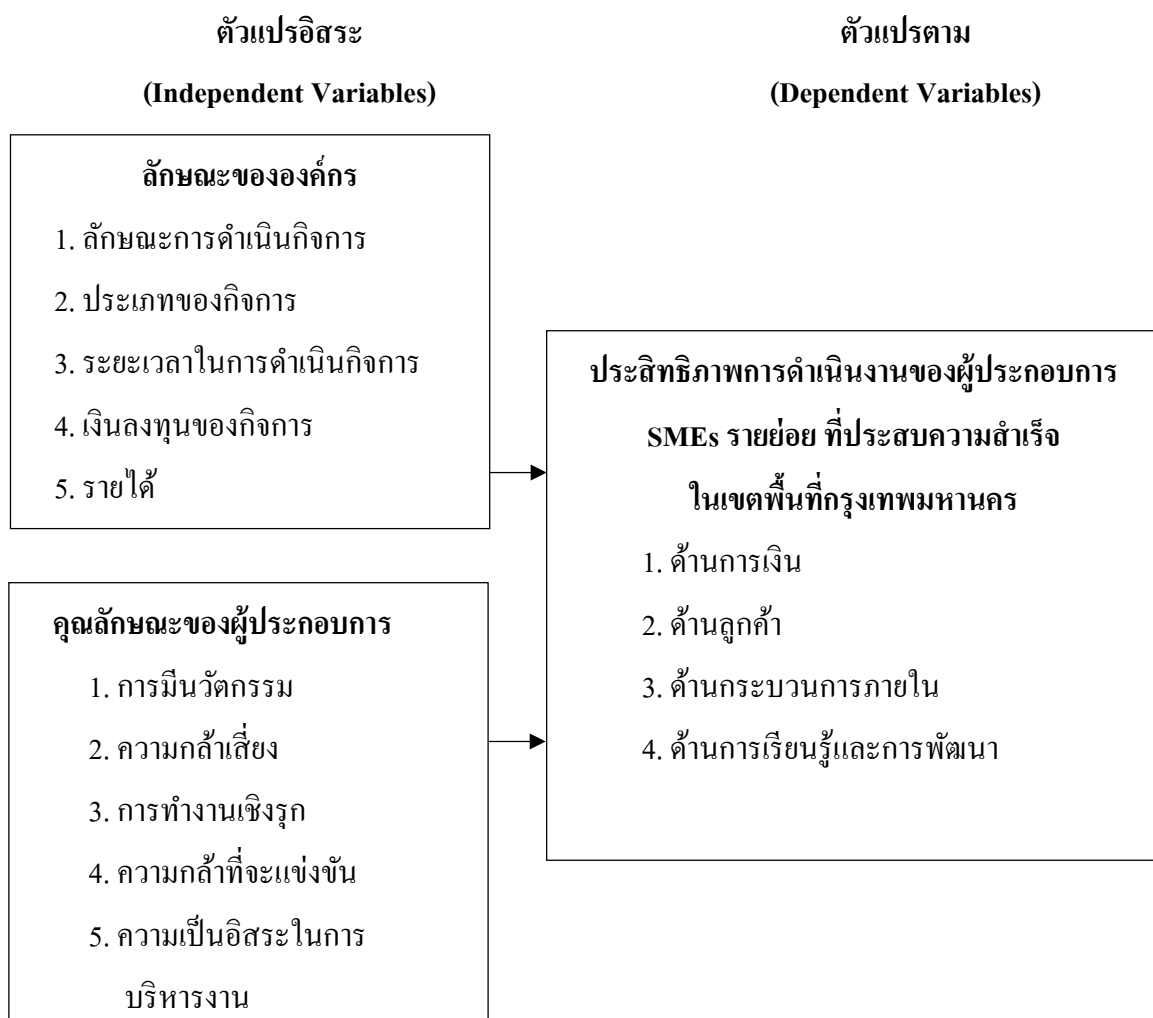 ตัวแปรอิสระ
(Independent Variables)
ตัวแปรตาม
(Dependent Variables)
ลักษณะขององค์กร
1. ลักษณะการดำเนินกิจการ
2. ประเภทของกิจการ
3. ระยะเวลาในการดำเนินกิจการ
4. เงินลงทุนของกิจการ
5. รายได้
คุณลักษณะของผู้ประกอบการ
1. การมีนวัตกรรม
2. ความกล้าเสี่ยง
3. การทำงานเชิงรุก
4. ความกล้าที่จะแข่งขัน
5. ความเป็นอิสระในการ
บริหารงาน
ประสิทธิภาพการดำเนินงานของผู้ประกอบการ
SMEs รายย่อย ที่ประสบความสำเร็จ
ในเขตพื้นที่กรุงเทพมหานคร
1. ด้านการเงิน
2. ด้านลูกค้า
3. ด้านกระบวนการภายใน
4. ด้านการเรียนรู้และการพัฒนา